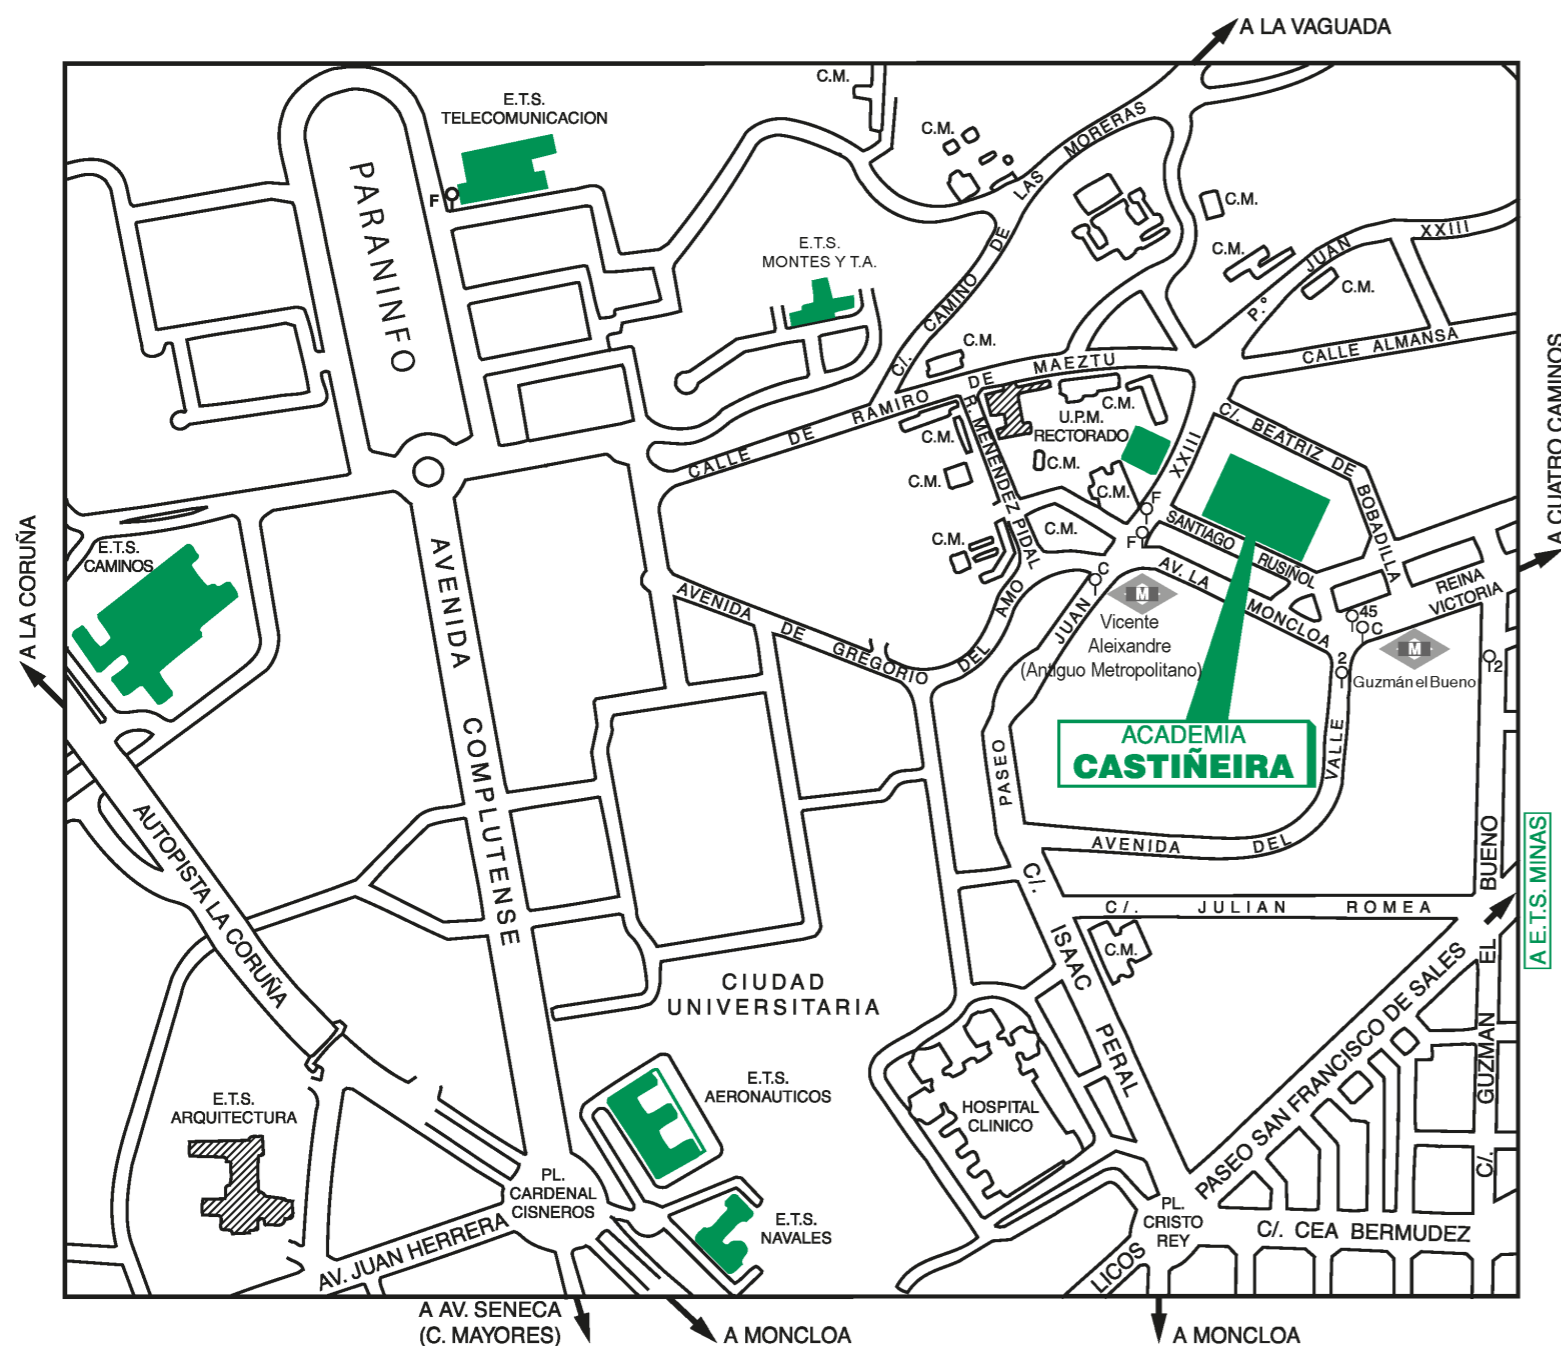 A LA VAGUADA
C.M.
E.T.S.
TELECOMUNICACION
F
PARANINFO
C.M.
C/. CAMINO DE LAS MORERAS
C.M.
C.M.
P.º JUAN XXIII
C.M.
E.T.S.
MONTES Y T.A.
C.M.
CALLE DE RAMIRO DE MAEZTU
CALLE ALMANSA
A CUATRO CAMINOS
C.M.
U.P.M.
RECTORADO
C.M.
C.M.
C.M.
C.M.
C.M.
C.M.
R. MENENDEZ PIDAL
XXIII
C/. BEATRIZ DE BOBADILLA
F
F
SANTIAGO RUSIÑOL
A LA CORUÑA
E.T.S.
CAMINOS
AVENIDA COMPLUTENSE
AVENIDA DE GREGORIO DEL AMO
C
AV. LA MONCLOA
REINA
VICTORIA
M
Vicente
Aleixandre
(Antiguo Metropolitano)
45
C
2
M
Guzmán el Bueno
12
PASEO JUAN
ACADEMIA
CASTIÑEIRA
AVENIDA DEL VALLE
AUTOPISTA LA CORUÑA
C/. JULIAN ROMEA
A E.T.S. MINAS
C/. GUZMAN EL BUENO
C/. ISAAC PERAL
C.M.
CIUDAD
UNIVERSITARIA
PASEO SAN FRANCISCO DE SALES
E.T.S.
AERONAUTICOS
E.T.S.
ARQUITECTURA
HOSPITAL
CLINICO
PL.
CARDENAL
CISNEROS
E.T.S.
NAVALES
PL.
CRISTO
REY
C/. CEA BERMUDEZ
AV. JUAN HERRERA
LICOS
A AV. SENECA
(C. MAYORES)
A MONCLOA
A MONCLOA